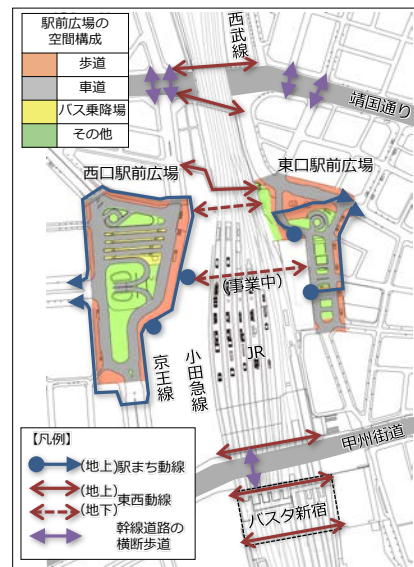 駅前広場の
空間構成
歩道
車道
バス乗降場
その他
西武線
靖国通り
西口駅前広場
東口駅前広場
(事業中)
京王線
小田急線
JR
甲州街道
バスタ新宿
【凡例】
(地上)駅まち動線
(地上)
東西動線
(地下)
幹線道路の
横断歩道